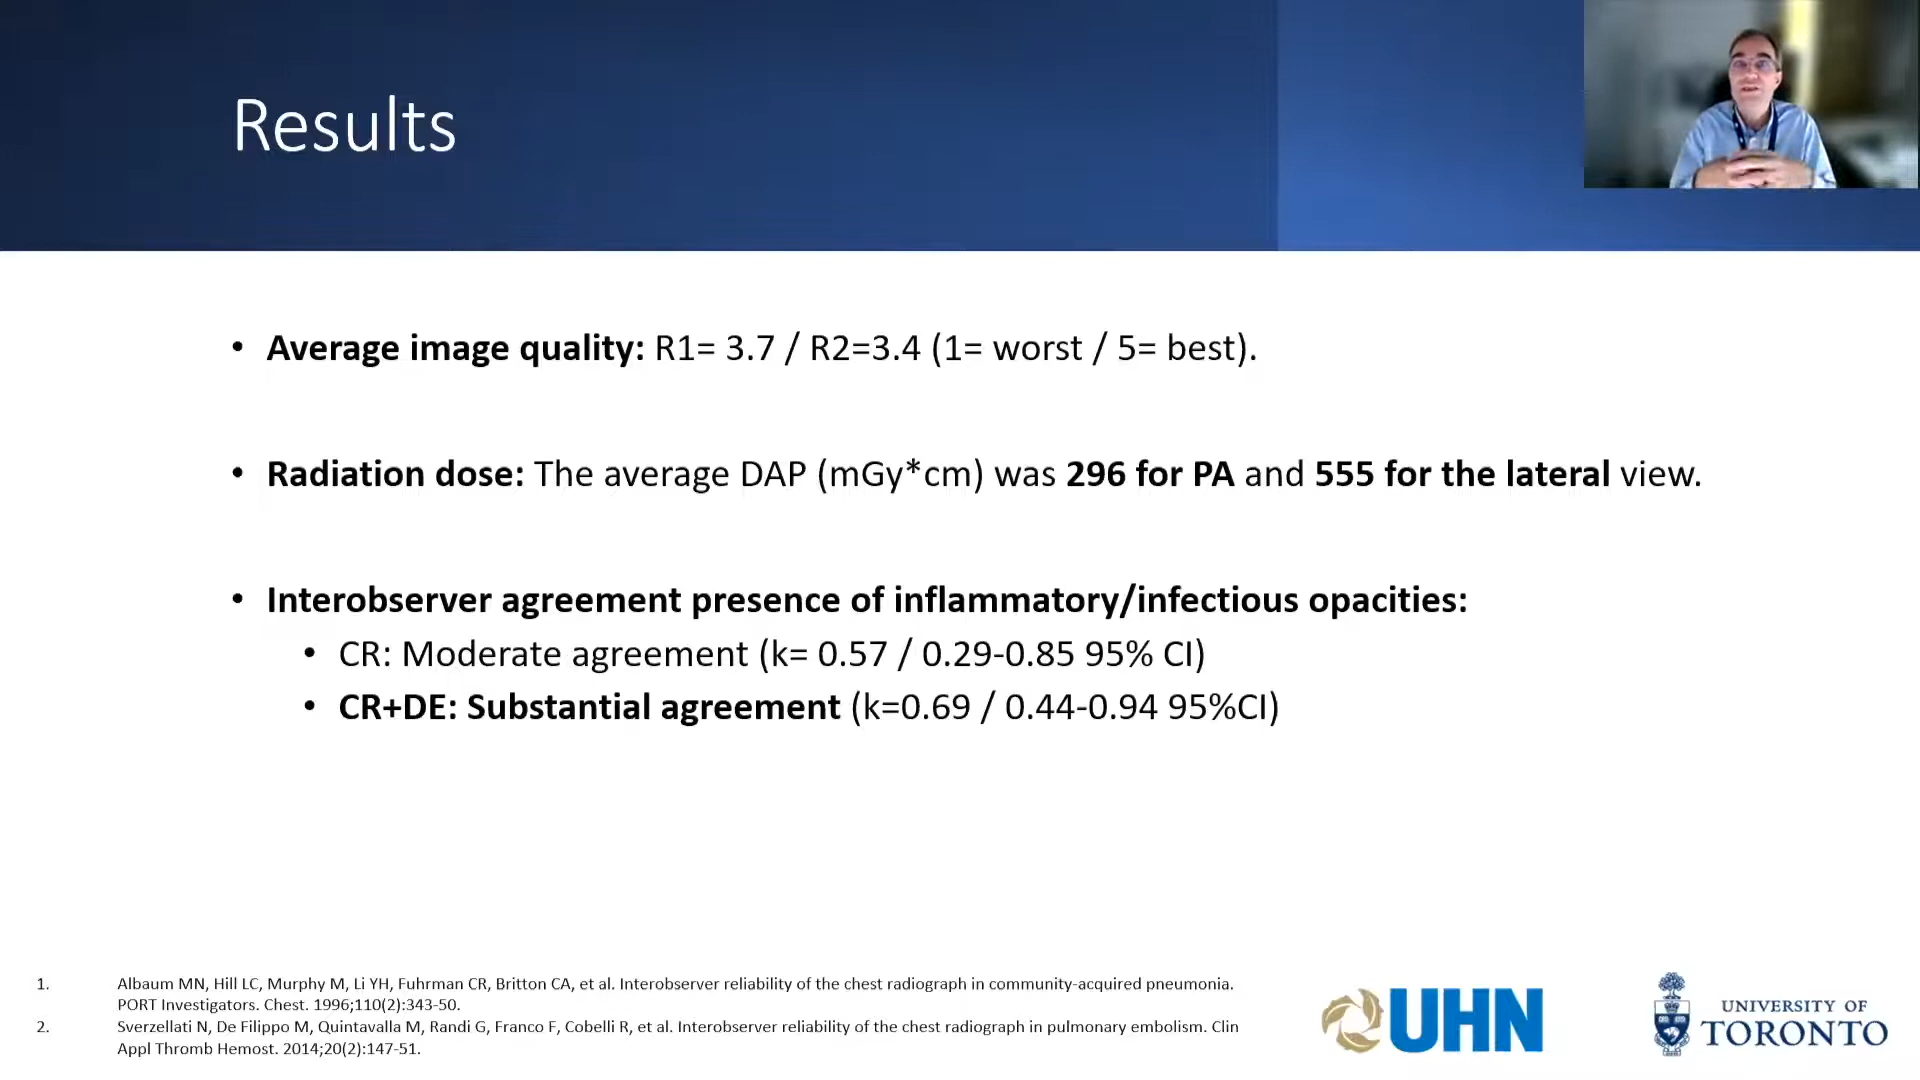 Results
• Average image quality: R1= 3.7 / R2=3.4 (1= worst / 5= best).
• Radiation dose: The average DAP (mGy*cm) was 296 for PA and 555 for the lateral view.
• Interobserver agreement presence of inflammatory/infectious opacities:
• CR: Moderate agreement (k= 0.57 / 0.29-0.85 95% CI)
• CR+DE: Substantial agreement (k=0.69 / 0.44-0.94 95%CI)
1. Albaum MN, Hill LC, Murphy M, Li YH, Fuhrman CR, Britton CA, et al. Interobserver reliability of the chest radiograph in community-acquired pneumonia.
PORT Investigators. Chest. 1996;110(2):343-50.
2. Sverzellati N, De Filippo M, Quintavalla M, Randi G, Franco F, Cobelli R, et al. Interobserver reliability of the chest radiograph in pulmonary embolism. Clin
Appl Thromb Hemost. 2014;20(2):147-51.
UHN
UNIVERSITY OF
TORONTO